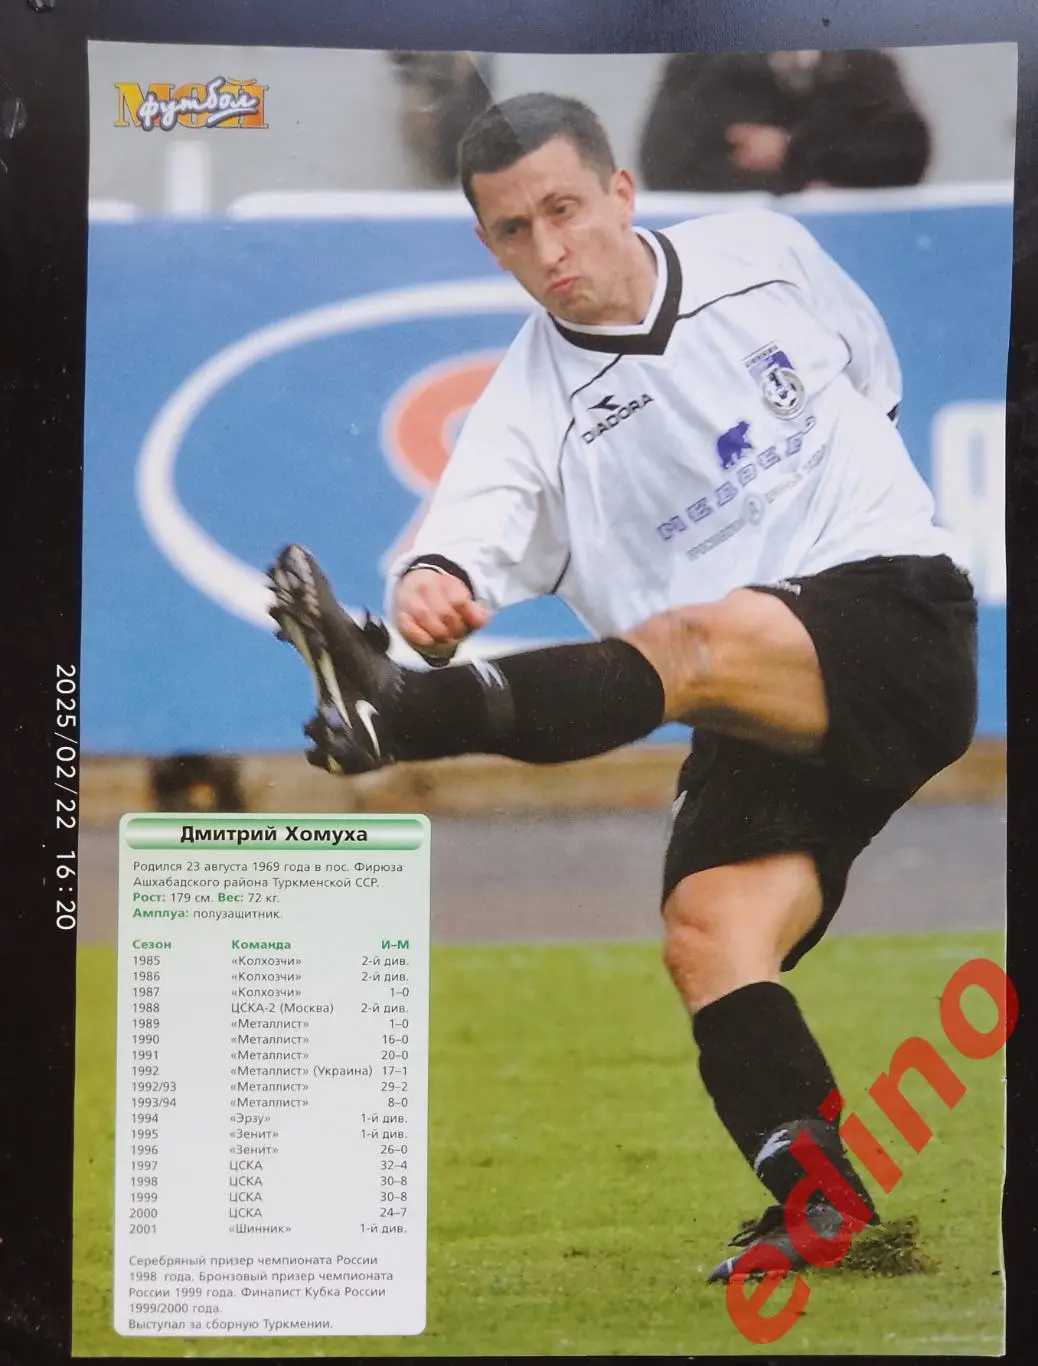 МОЙ футбол
DIADORA
МЕДВЕДЬ
Дмитрий Хомуха
Родился 23 августа 1969 года в пос. Фирюза
Ашхабадского района Туркменской ССР.
Рост: 179 см. Вес: 72 кг.
Амплуа: полузащитник.
Сезон Команда И–М
1985 «Колхозчи» 2-й див.
1986 «Колхозчи» 2-й див.
1987 «Колхозчи» 1–0
1988 ЦСКА-2 (Москва) 2-й див.
1989 «Металлист» 1–0
1990 «Металлист» 16–0
1991 «Металлист» 20–0
1992 «Металлист» (Украина) 17–1
1992/93 «Металлист» 29–2
1993/94 «Металлист» 8–0
1994 «Эрзу» 1-й див.
1995 «Зенит» 1-й див.
1996 «Зенит» 26–0
1997 ЦСКА 32–4
1998 ЦСКА 30–8
1999 ЦСКА 30–8
2000 ЦСКА 24–7
2001 «Шинник» 1-й див.
Серебряный призер чемпионата России
1998 года. Бронзовый призер чемпионата
России 1999 года. Финалист Кубка России
1999/2000 года.
Выступал за сборную Туркмении.
2025/02/22 16:20
edino